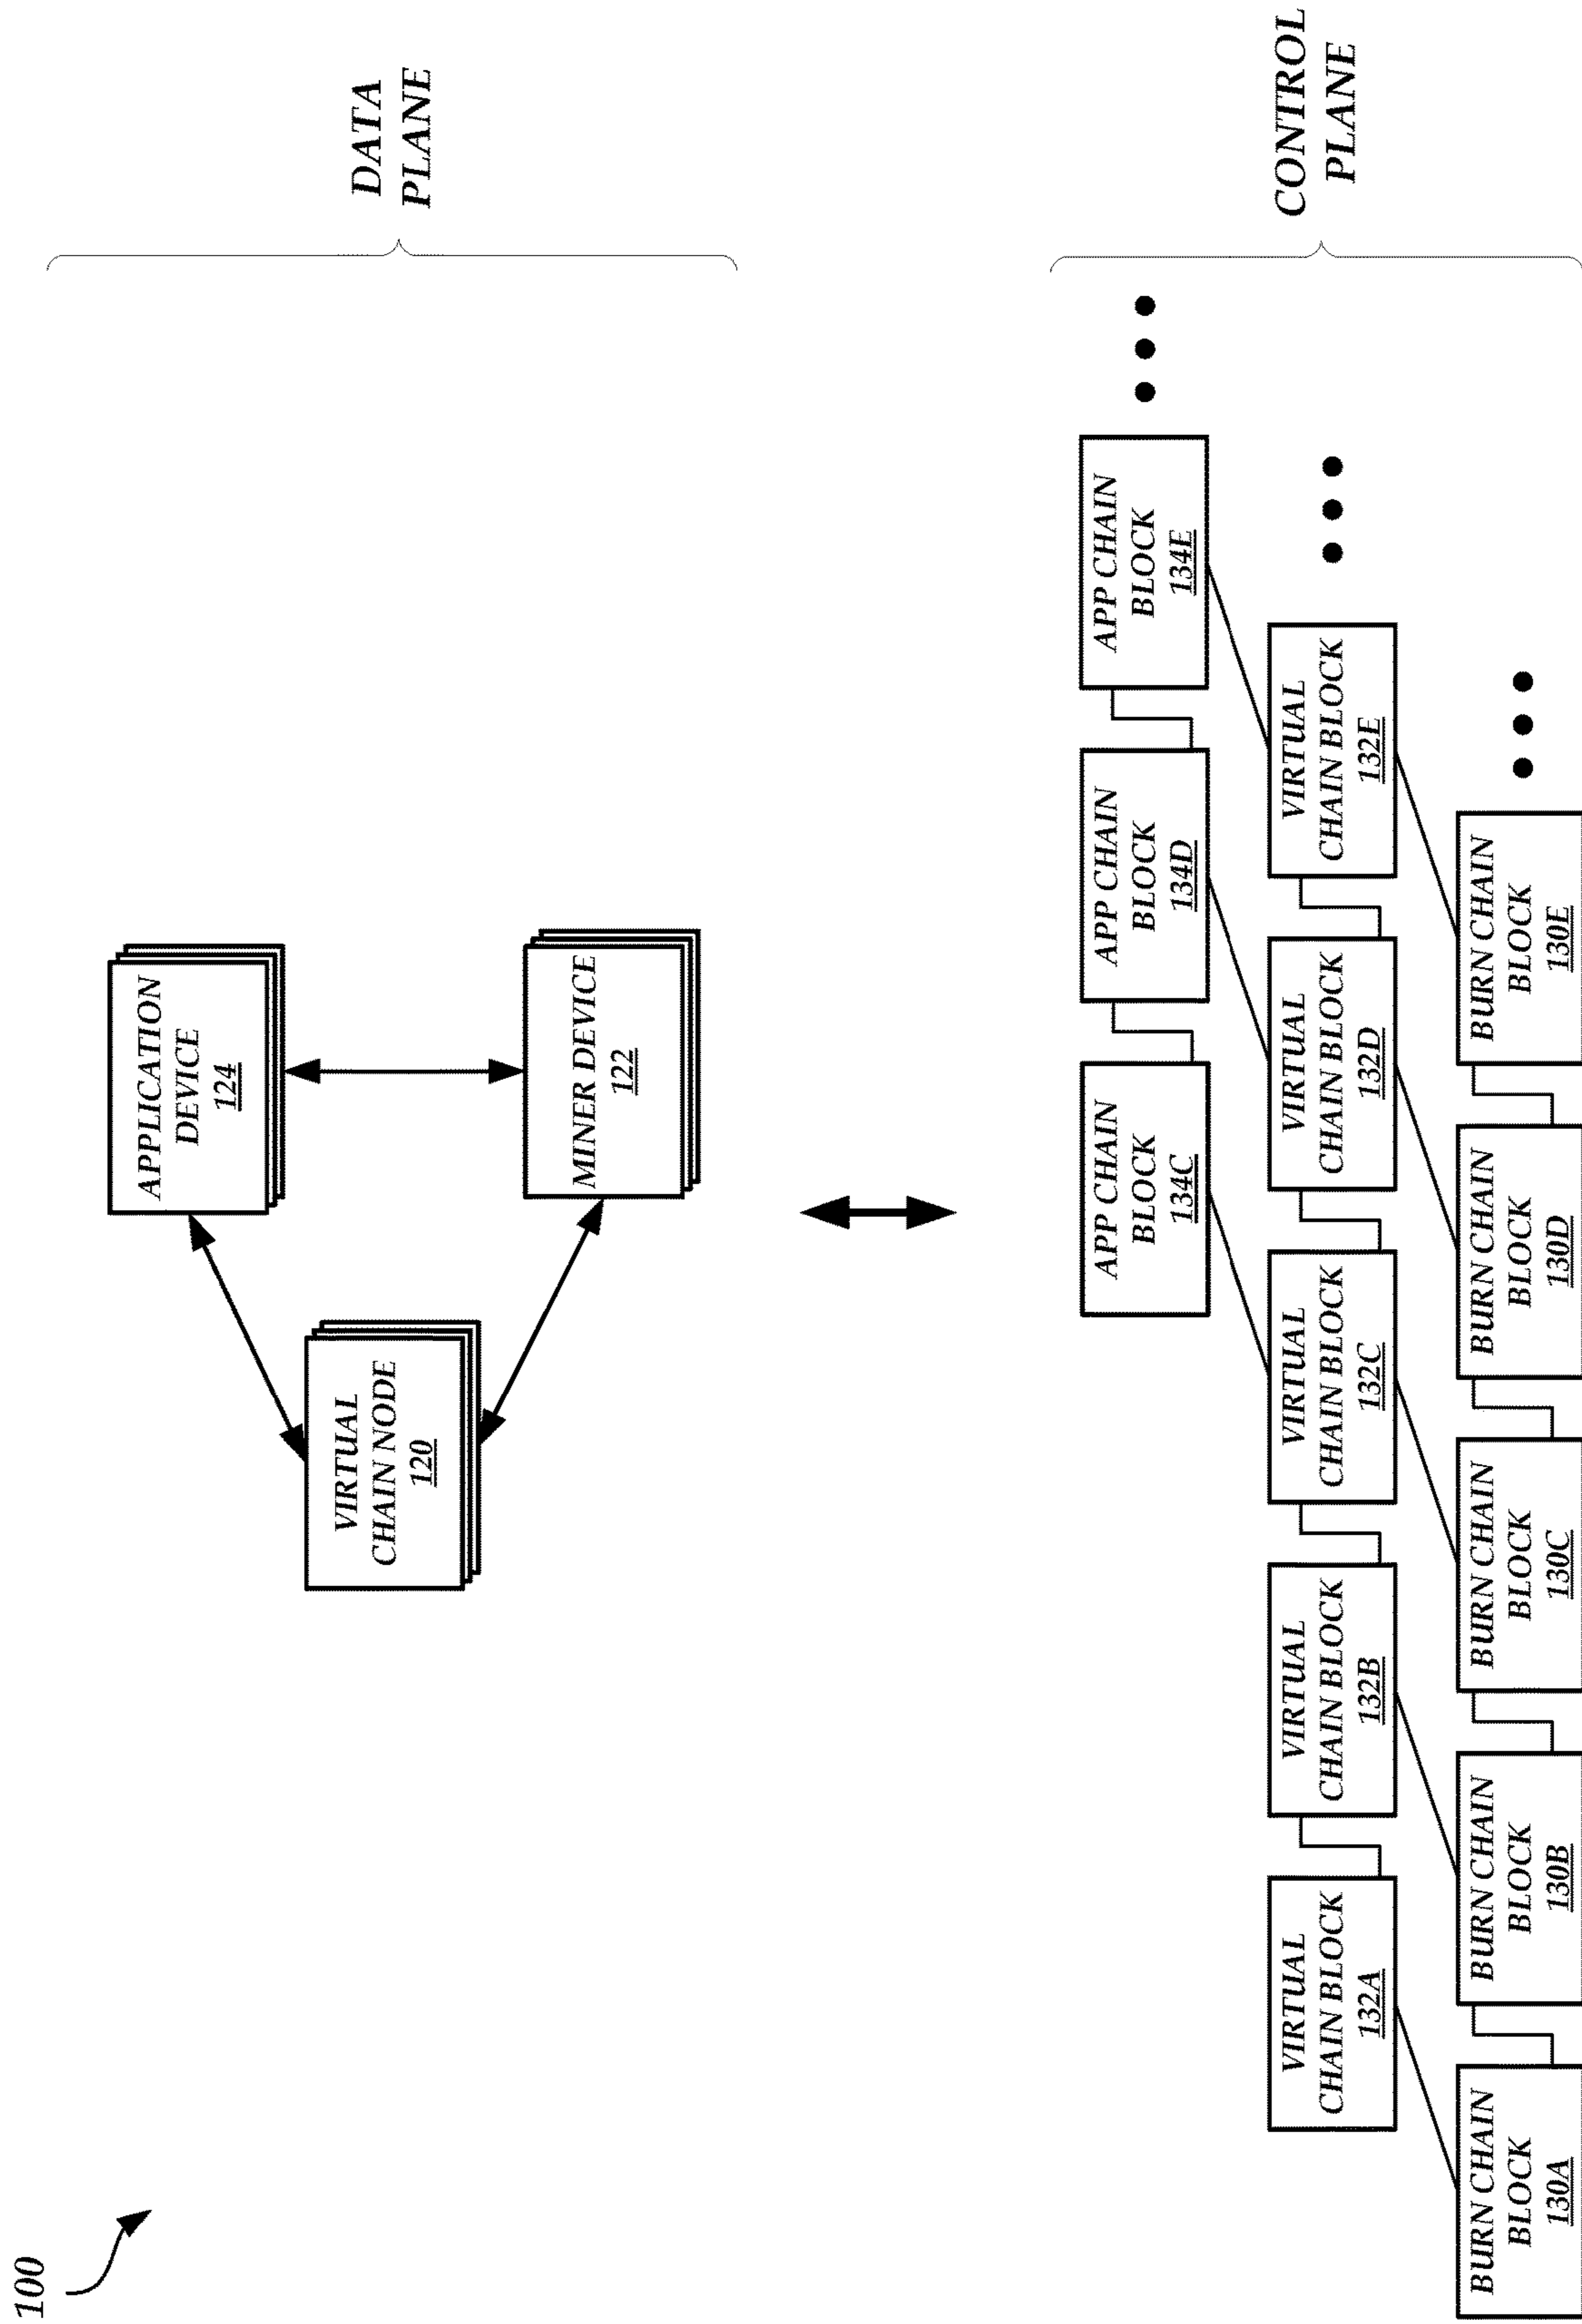 100
DATA
PLANE
APPLICATION
DEVICE
124
VIRTUAL
CHAIN NODE
120
MINER DEVICE
122
CONTROL
PLANE
APP CHAIN
BLOCK
134C
APP CHAIN
BLOCK
134D
APP CHAIN
BLOCK
134E
VIRTUAL
CHAIN BLOCK
132A
VIRTUAL
CHAIN BLOCK
132B
VIRTUAL
CHAIN BLOCK
132C
VIRTUAL
CHAIN BLOCK
132D
VIRTUAL
CHAIN BLOCK
132E
BURN CHAIN
BLOCK
130A
BURN CHAIN
BLOCK
130B
BURN CHAIN
BLOCK
130C
BURN CHAIN
BLOCK
130D
BURN CHAIN
BLOCK
130E